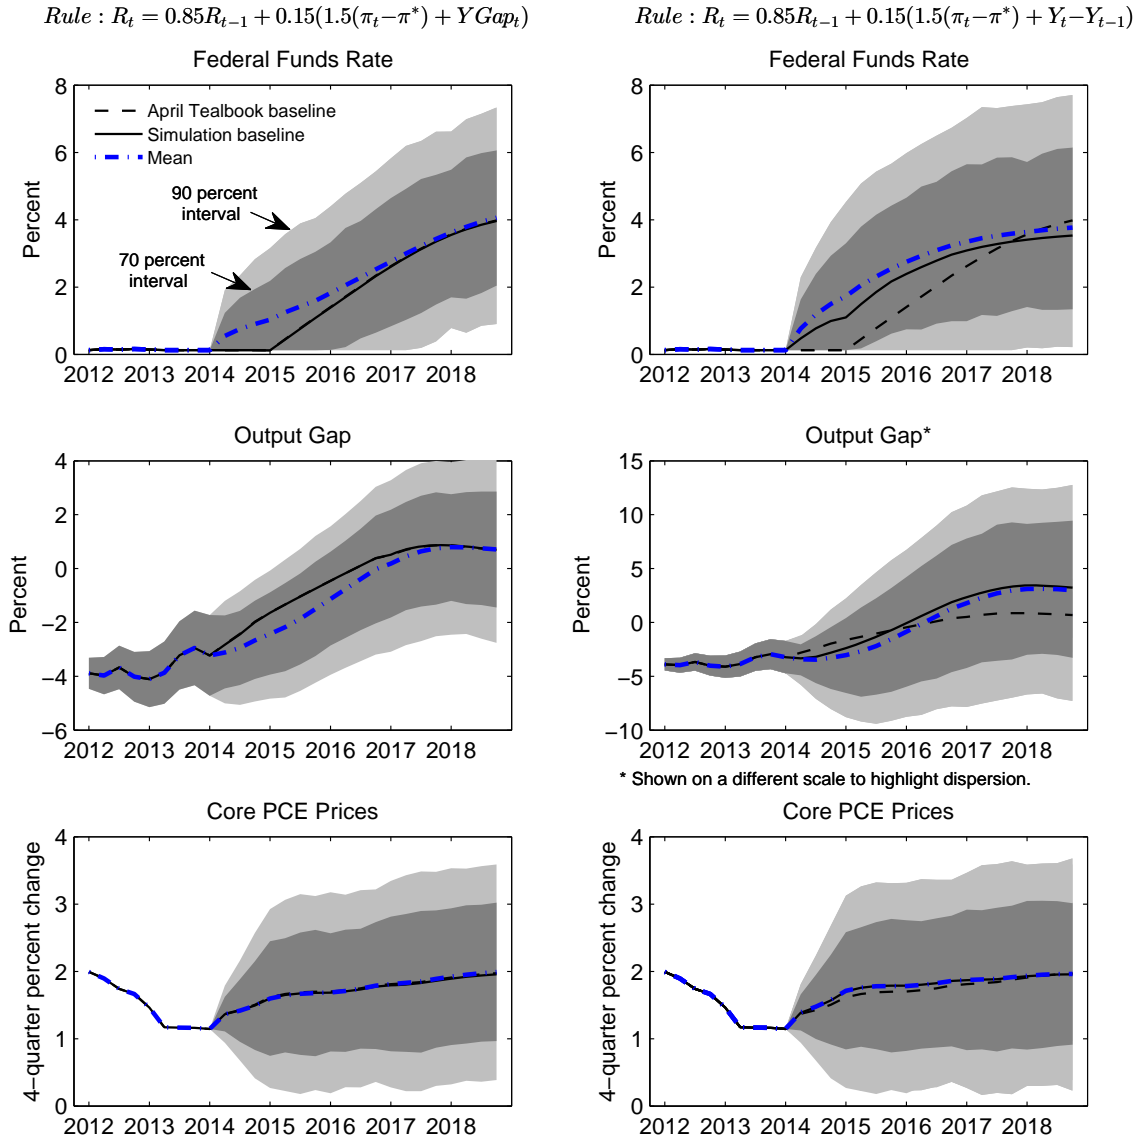 Rule : R_t = 0.85R_{t−1} + 0.15(1.5(π_t−π*) + Y Gap_t)
Rule : R_t = 0.85R_{t−1} + 0.15(1.5(π_t−π*) + Y_t−Y_{t−1})
Federal Funds Rate
Percent
8
6
4
2
0
April Tealbook baseline
Simulation baseline
Mean
90 percent
interval
70 percent
interval
2012 2013 2014 2015 2016 2017 2018
Federal Funds Rate
Percent
8
6
4
2
0
2012 2013 2014 2015 2016 2017 2018
Output Gap
Percent
4
2
0
−2
−4
−6
2012 2013 2014 2015 2016 2017 2018
Output Gap*
Percent
15
10
5
0
−5
−10
2012 2013 2014 2015 2016 2017 2018
* Shown on a different scale to highlight dispersion.
Core PCE Prices
4−quarter percent change
4
3
2
1
0
2012 2013 2014 2015 2016 2017 2018
Core PCE Prices
4−quarter percent change
4
3
2
1
0
2012 2013 2014 2015 2016 2017 2018